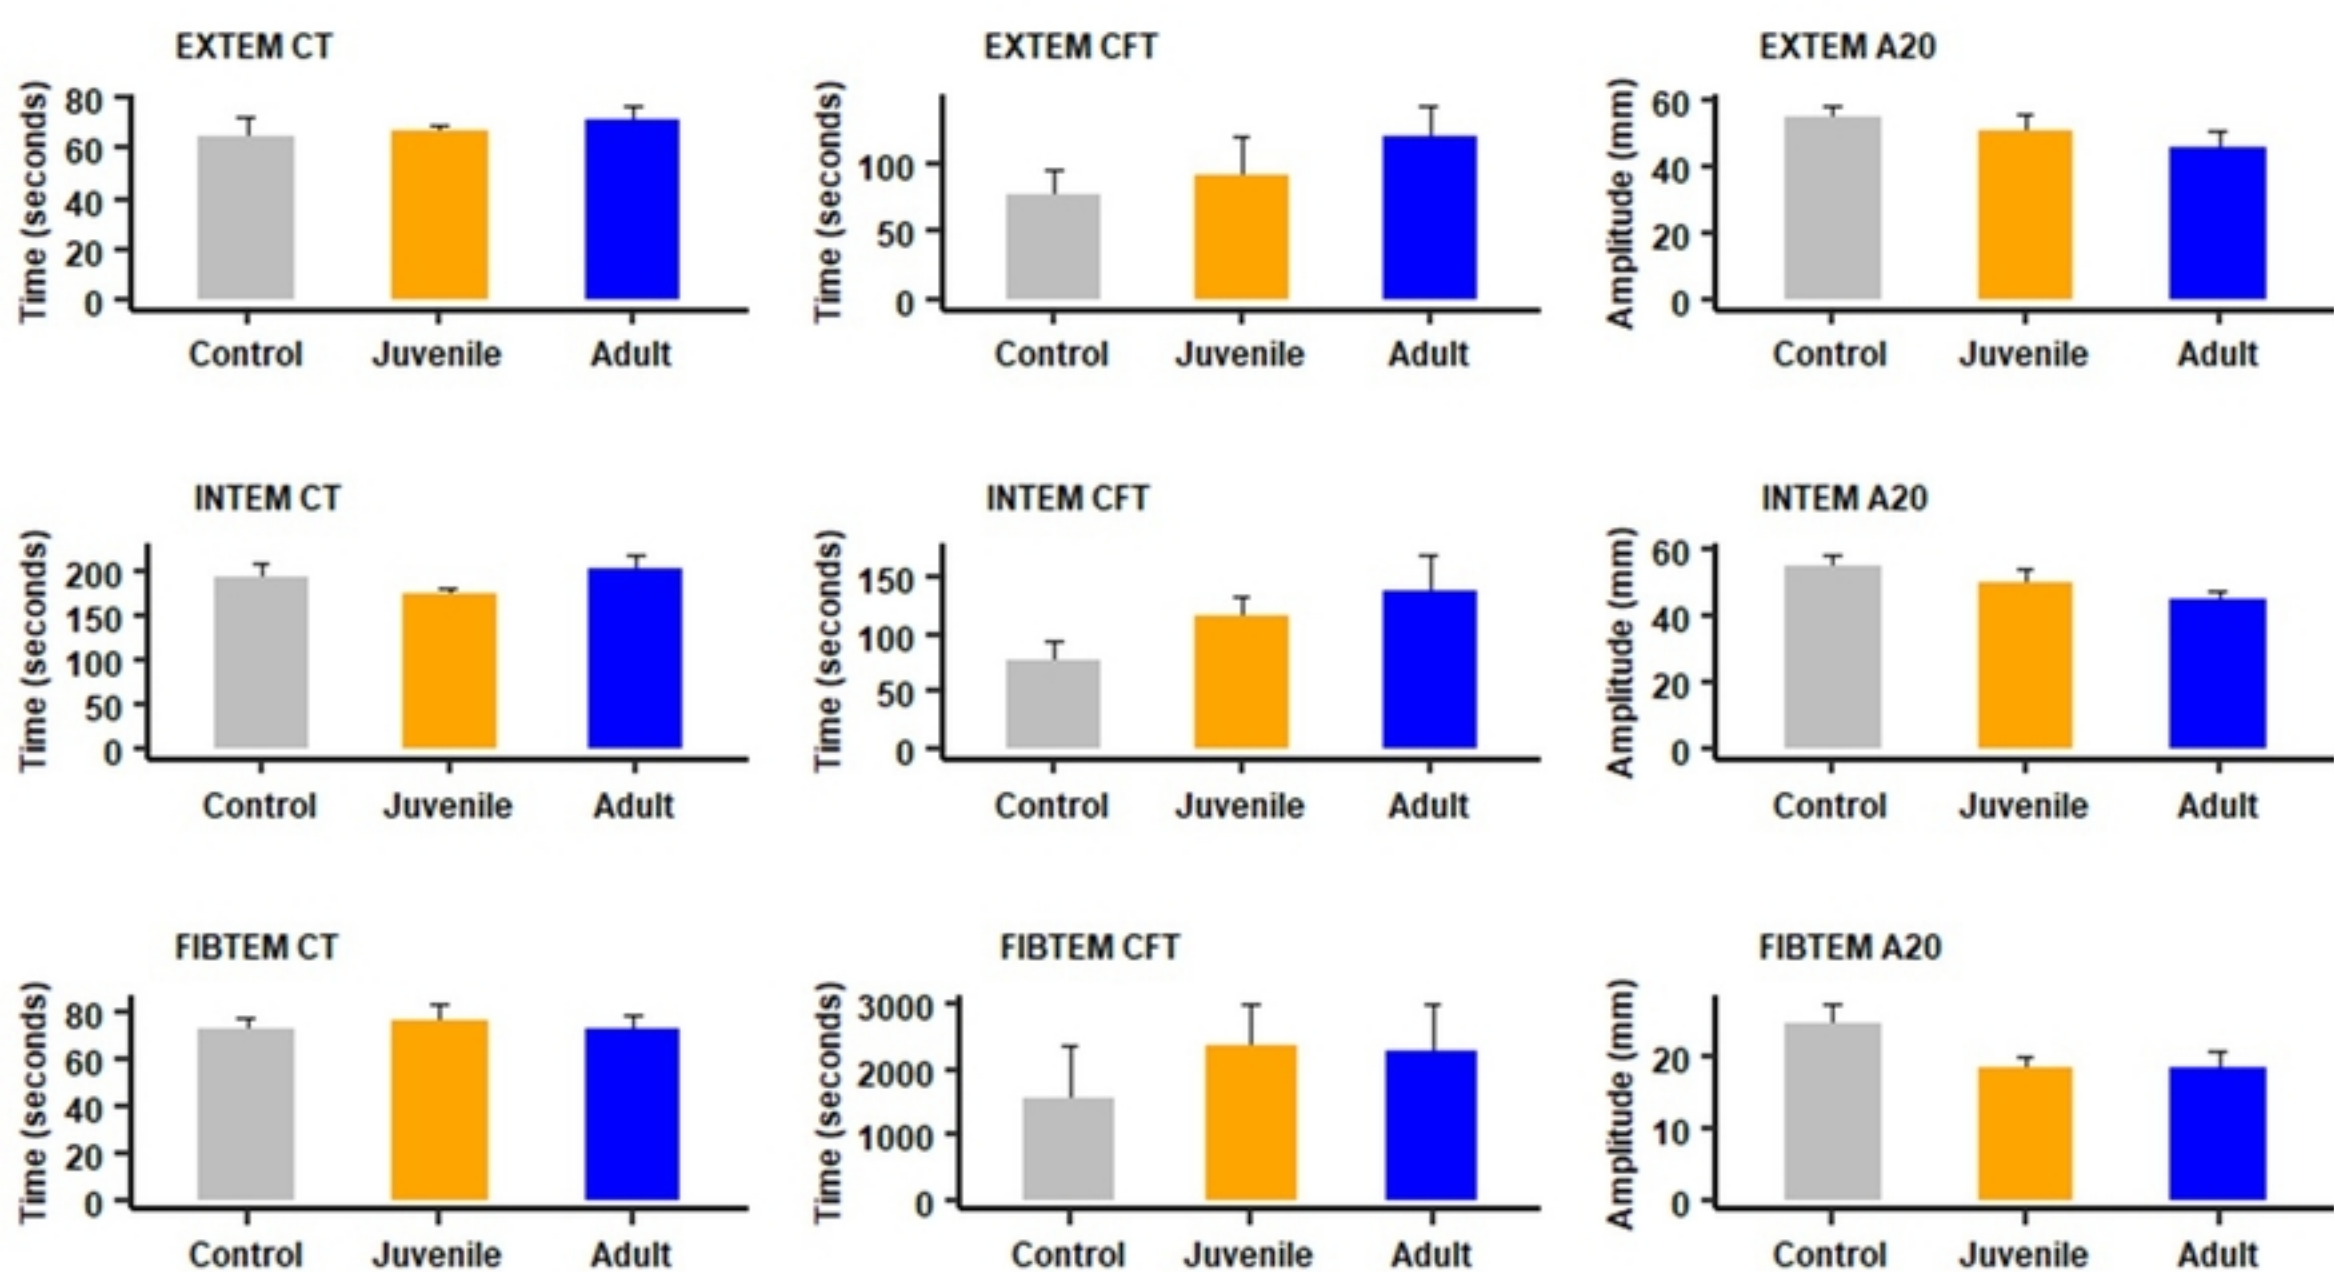 EXTEM CT
Time (seconds)
80
60
40
20
0
Control Juvenile Adult
EXTEM CFT
Time (seconds)
100
50
0
Control Juvenile Adult
EXTEM A20
Amplitude (mm)
60
40
20
0
Control Juvenile Adult
INTEM CT
Time (seconds)
200
150
100
50
0
Control Juvenile Adult
INTEM CFT
Time (seconds)
150
100
50
0
Control Juvenile Adult
INTEM A20
Amplitude (mm)
60
40
20
0
Control Juvenile Adult
FIBTEM CT
Time (seconds)
80
60
40
20
0
Control Juvenile Adult
FIBTEM CFT
Time (seconds)
3000
2000
1000
0
Control Juvenile Adult
FIBTEM A20
Amplitude (mm)
20
10
0
Control Juvenile Adult